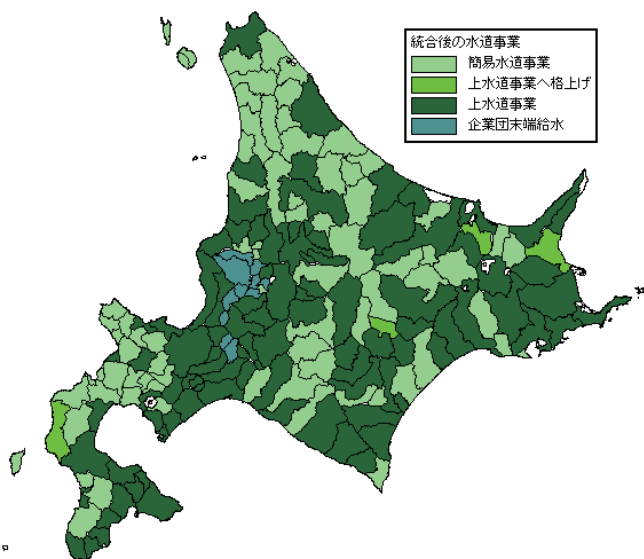 統合後の水道事業
簡易水道事業
上水道事業へ格上げ
上水道事業
企業団末端給水